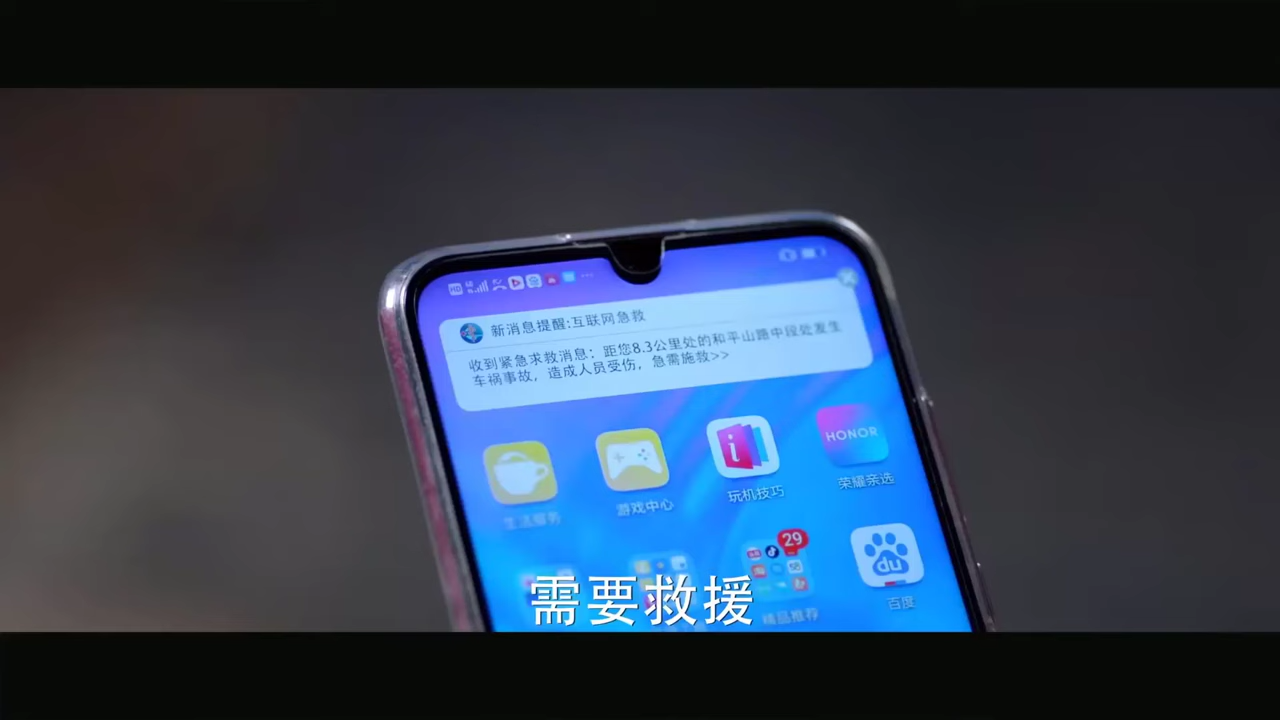 HD
新消息提醒:互联网急救
收到紧急求救消息：距您8.3公里处的和平山路中段处发生
车祸事故，造成人员受伤，急需施救>>
HONOR
生活服务
游戏中心
玩机技巧
荣耀亲选
29
du
精品推荐
百度
需要救援